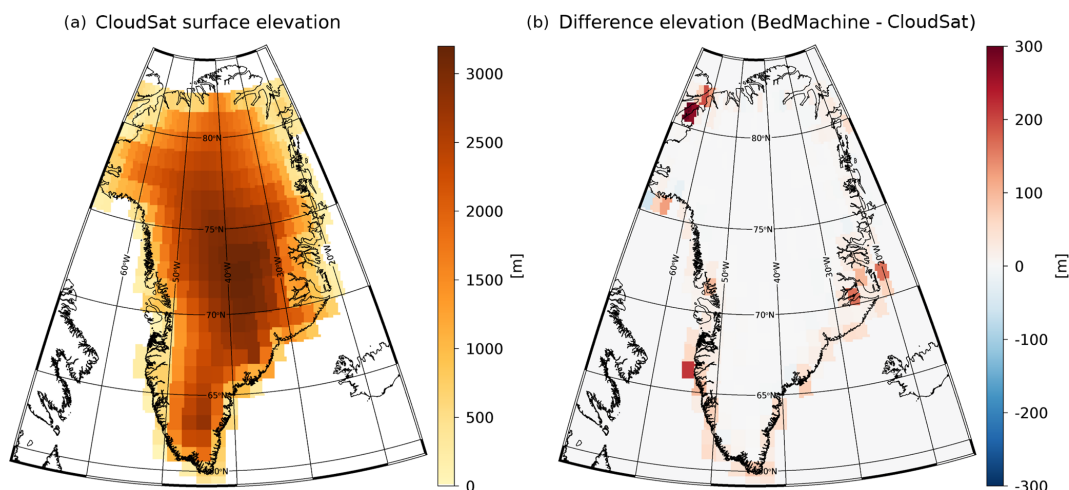 (a) CloudSat surface elevation
(b) Difference elevation (BedMachine - CloudSat)
80°N
75°N
70°N
65°N
60°W
50°W
40°W
30°W
20°W
3000
2500
2000
1500
1000
500
0
[m]
80°N
75°N
70°N
65°N
60°N
60°W
50°W
40°W
30°W
20°W
300
200
100
0
-100
-200
-300
[m]